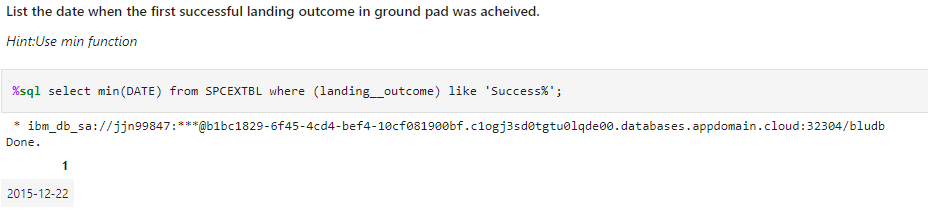 List the date when the first successful landing outcome in ground pad was acheived.
Hint:Use min function
%sql select min(DATE) from SPCEXTBL where (landing__outcome) like 'Success%';
* ibm_db_sa://jjn99847:***@b1bc1829-6f45-4cd4-bef4-10cf081900bf.c1ogj3sd0tgtu0lqde00.databases.appdomain.cloud:32304/bludb
Done.
1
2015-12-22